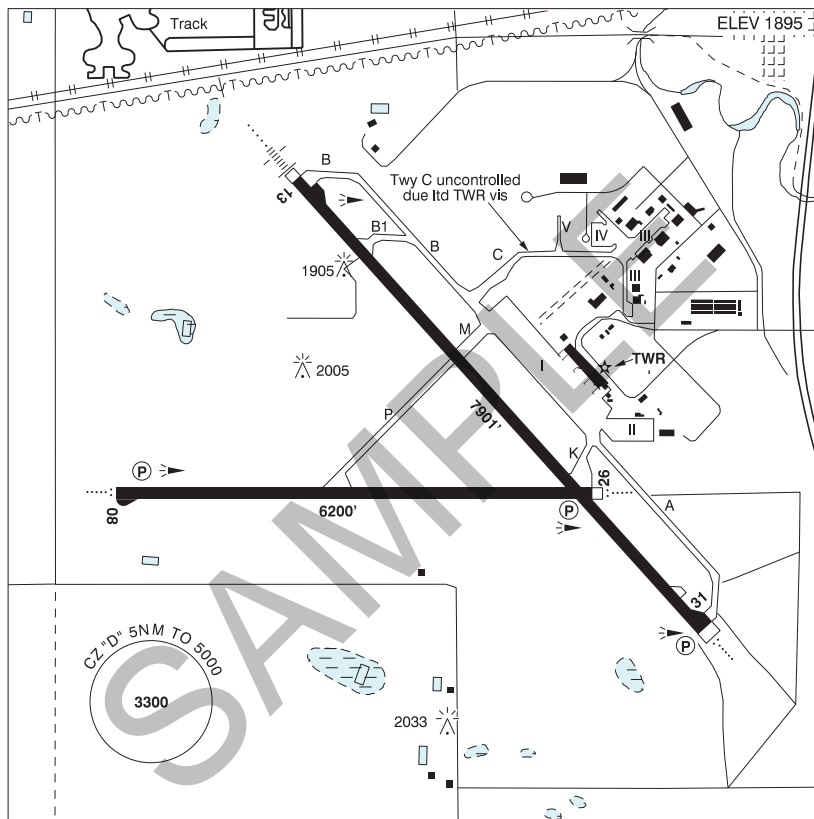 Track
ELEV 1895
B
13
Twy C uncontrolled
due ltd TWR vis
B1
B
V
IV
III
C
III
1905
M
TWR
2005
I
P
7901'
II
K
P
26
08
6200'
P
A
31
P
CZ "D" 5NM TO 5000
3300
2033
SAMPLE